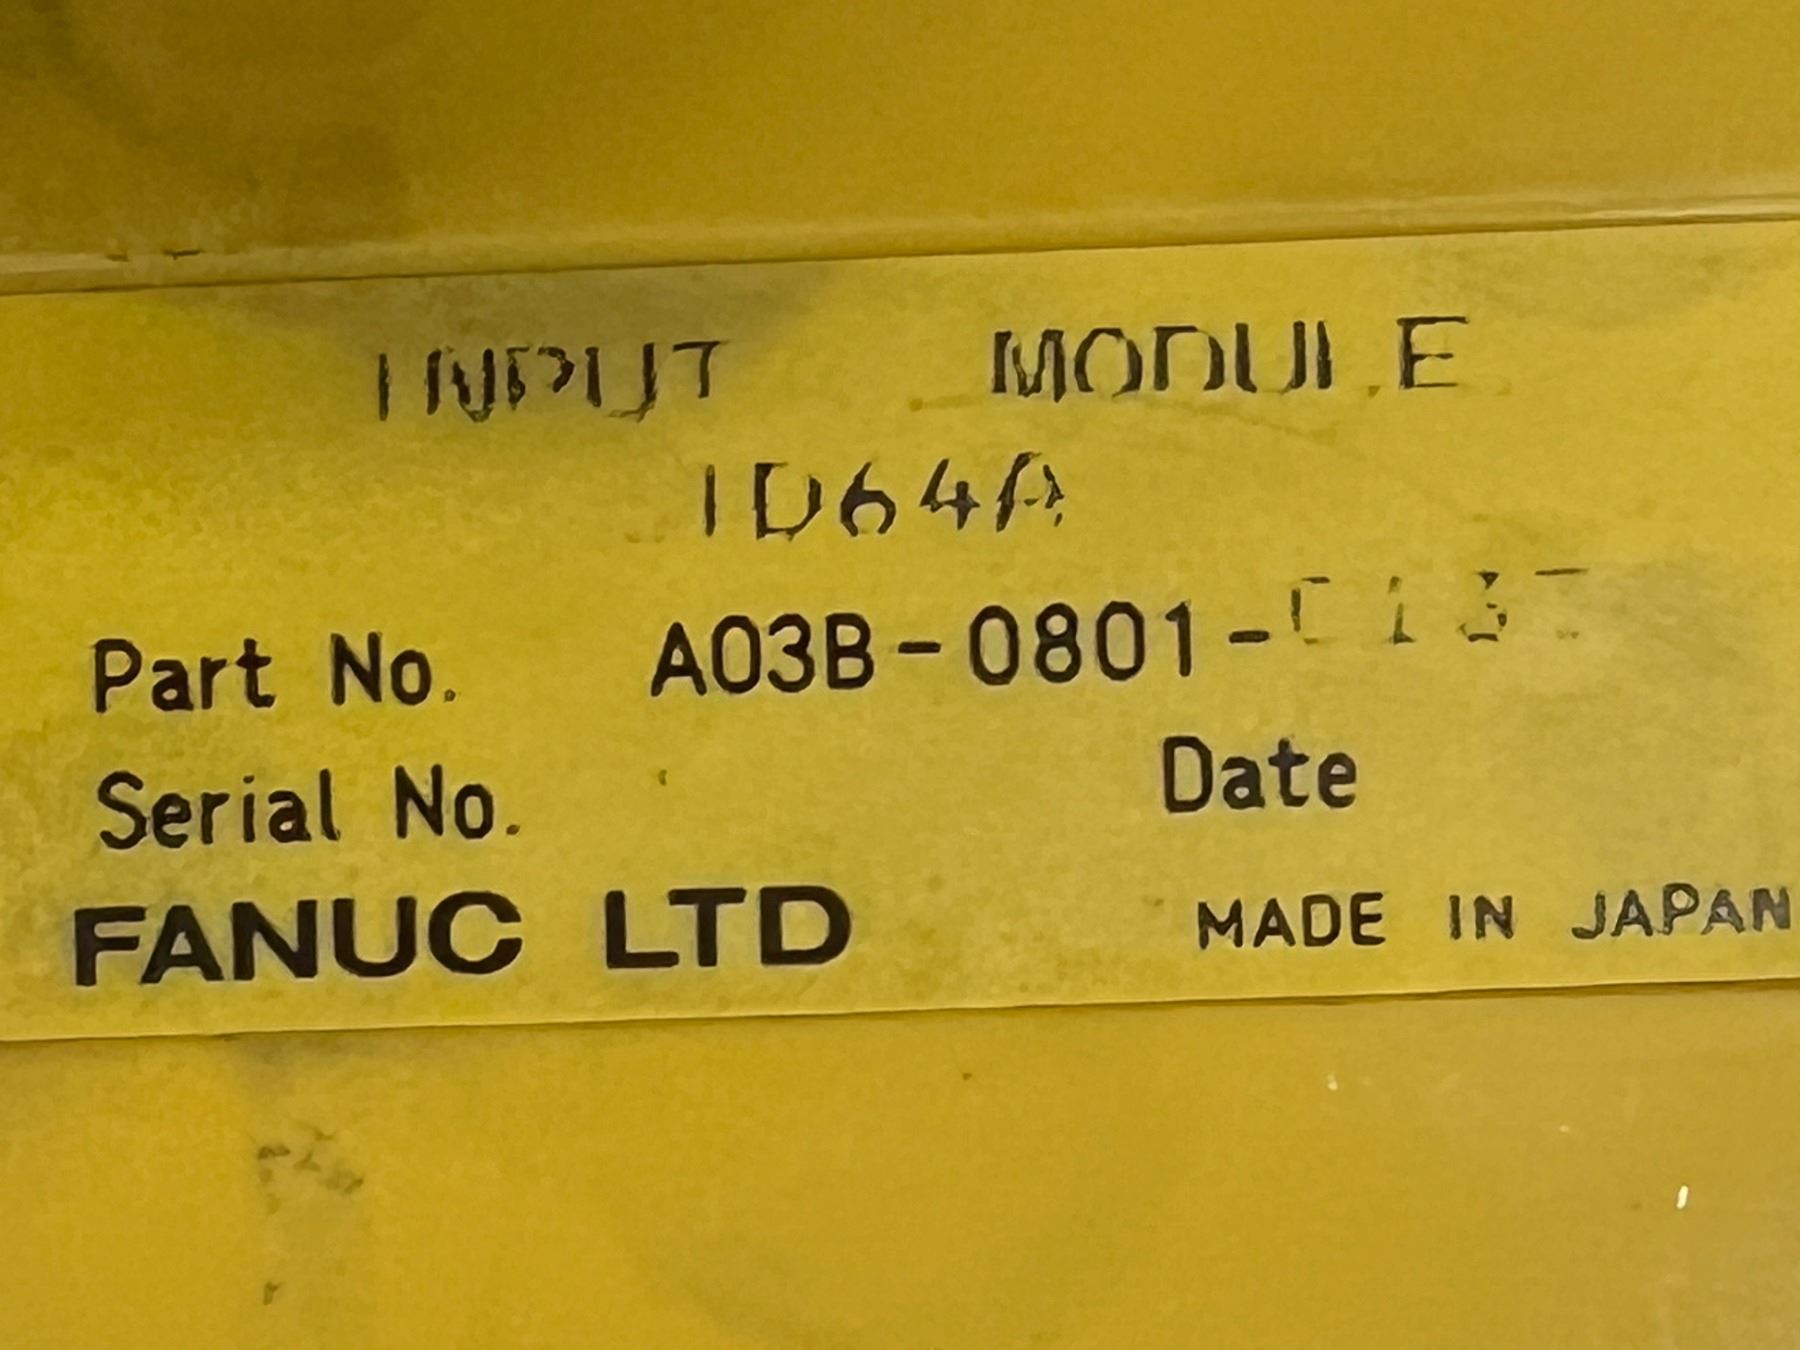 INPUT MODULE
ID64A
Part No. A03B-0801-
Serial No. Date
FANUC LTD MADE IN JAPAN